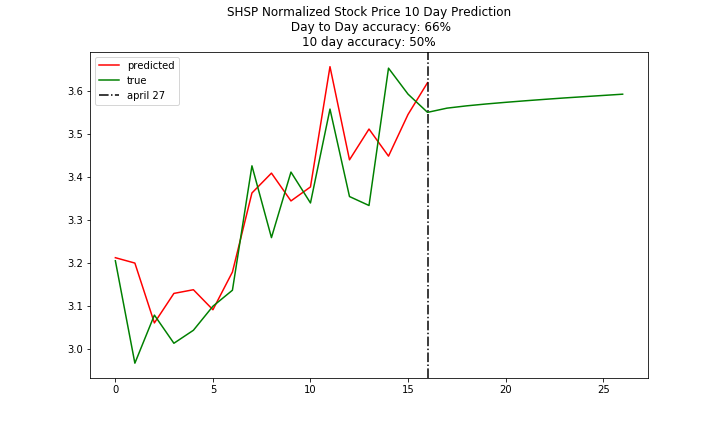 SHSP Normalized Stock Price 10 Day Prediction
Day to Day accuracy: 66%
10 day accuracy: 50%
predicted
true
april 27
3.6
3.5
3.4
3.3
3.2
3.1
3.0
0 5 10 15 20 25